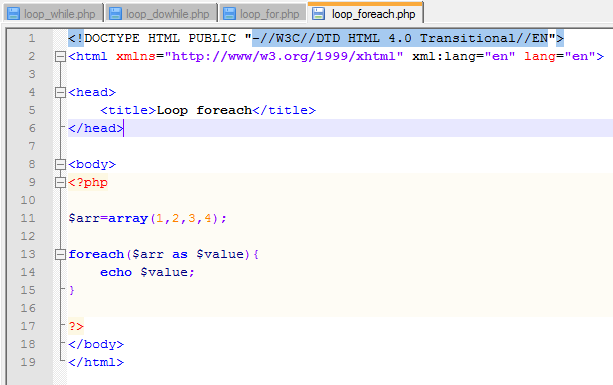 loop_while.php loop_dowhile.php loop_for.php loop_foreach.php
1 <!DOCTYPE HTML PUBLIC "-//W3C//DTD HTML 4.0 Transitional//EN">
2 <html xmlns="http://www/w3.org/1999/xhtml" xml:lang="en" lang="en">
3
4 <head>
5     <title>Loop foreach</title>
6 </head>
7
8 <body>
9 <?php
10
11 $arr=array(1,2,3,4);
12
13 foreach($arr as $value){
14     echo $value;
15 }
16
17 ?>
18 </body>
19 </html>